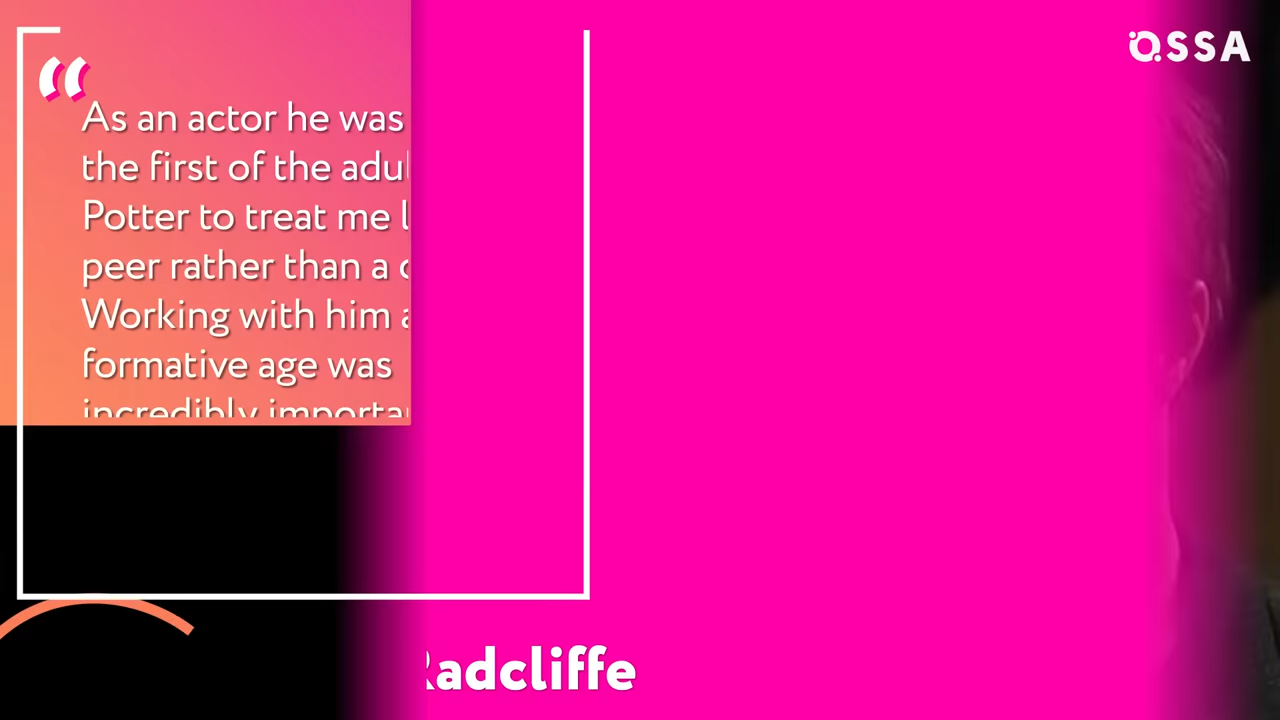 OSSA
“
As an actor he was
the first of the
Potter to treat me
peer rather than a
Working with him
formative age was
incredibly
Radcliffe